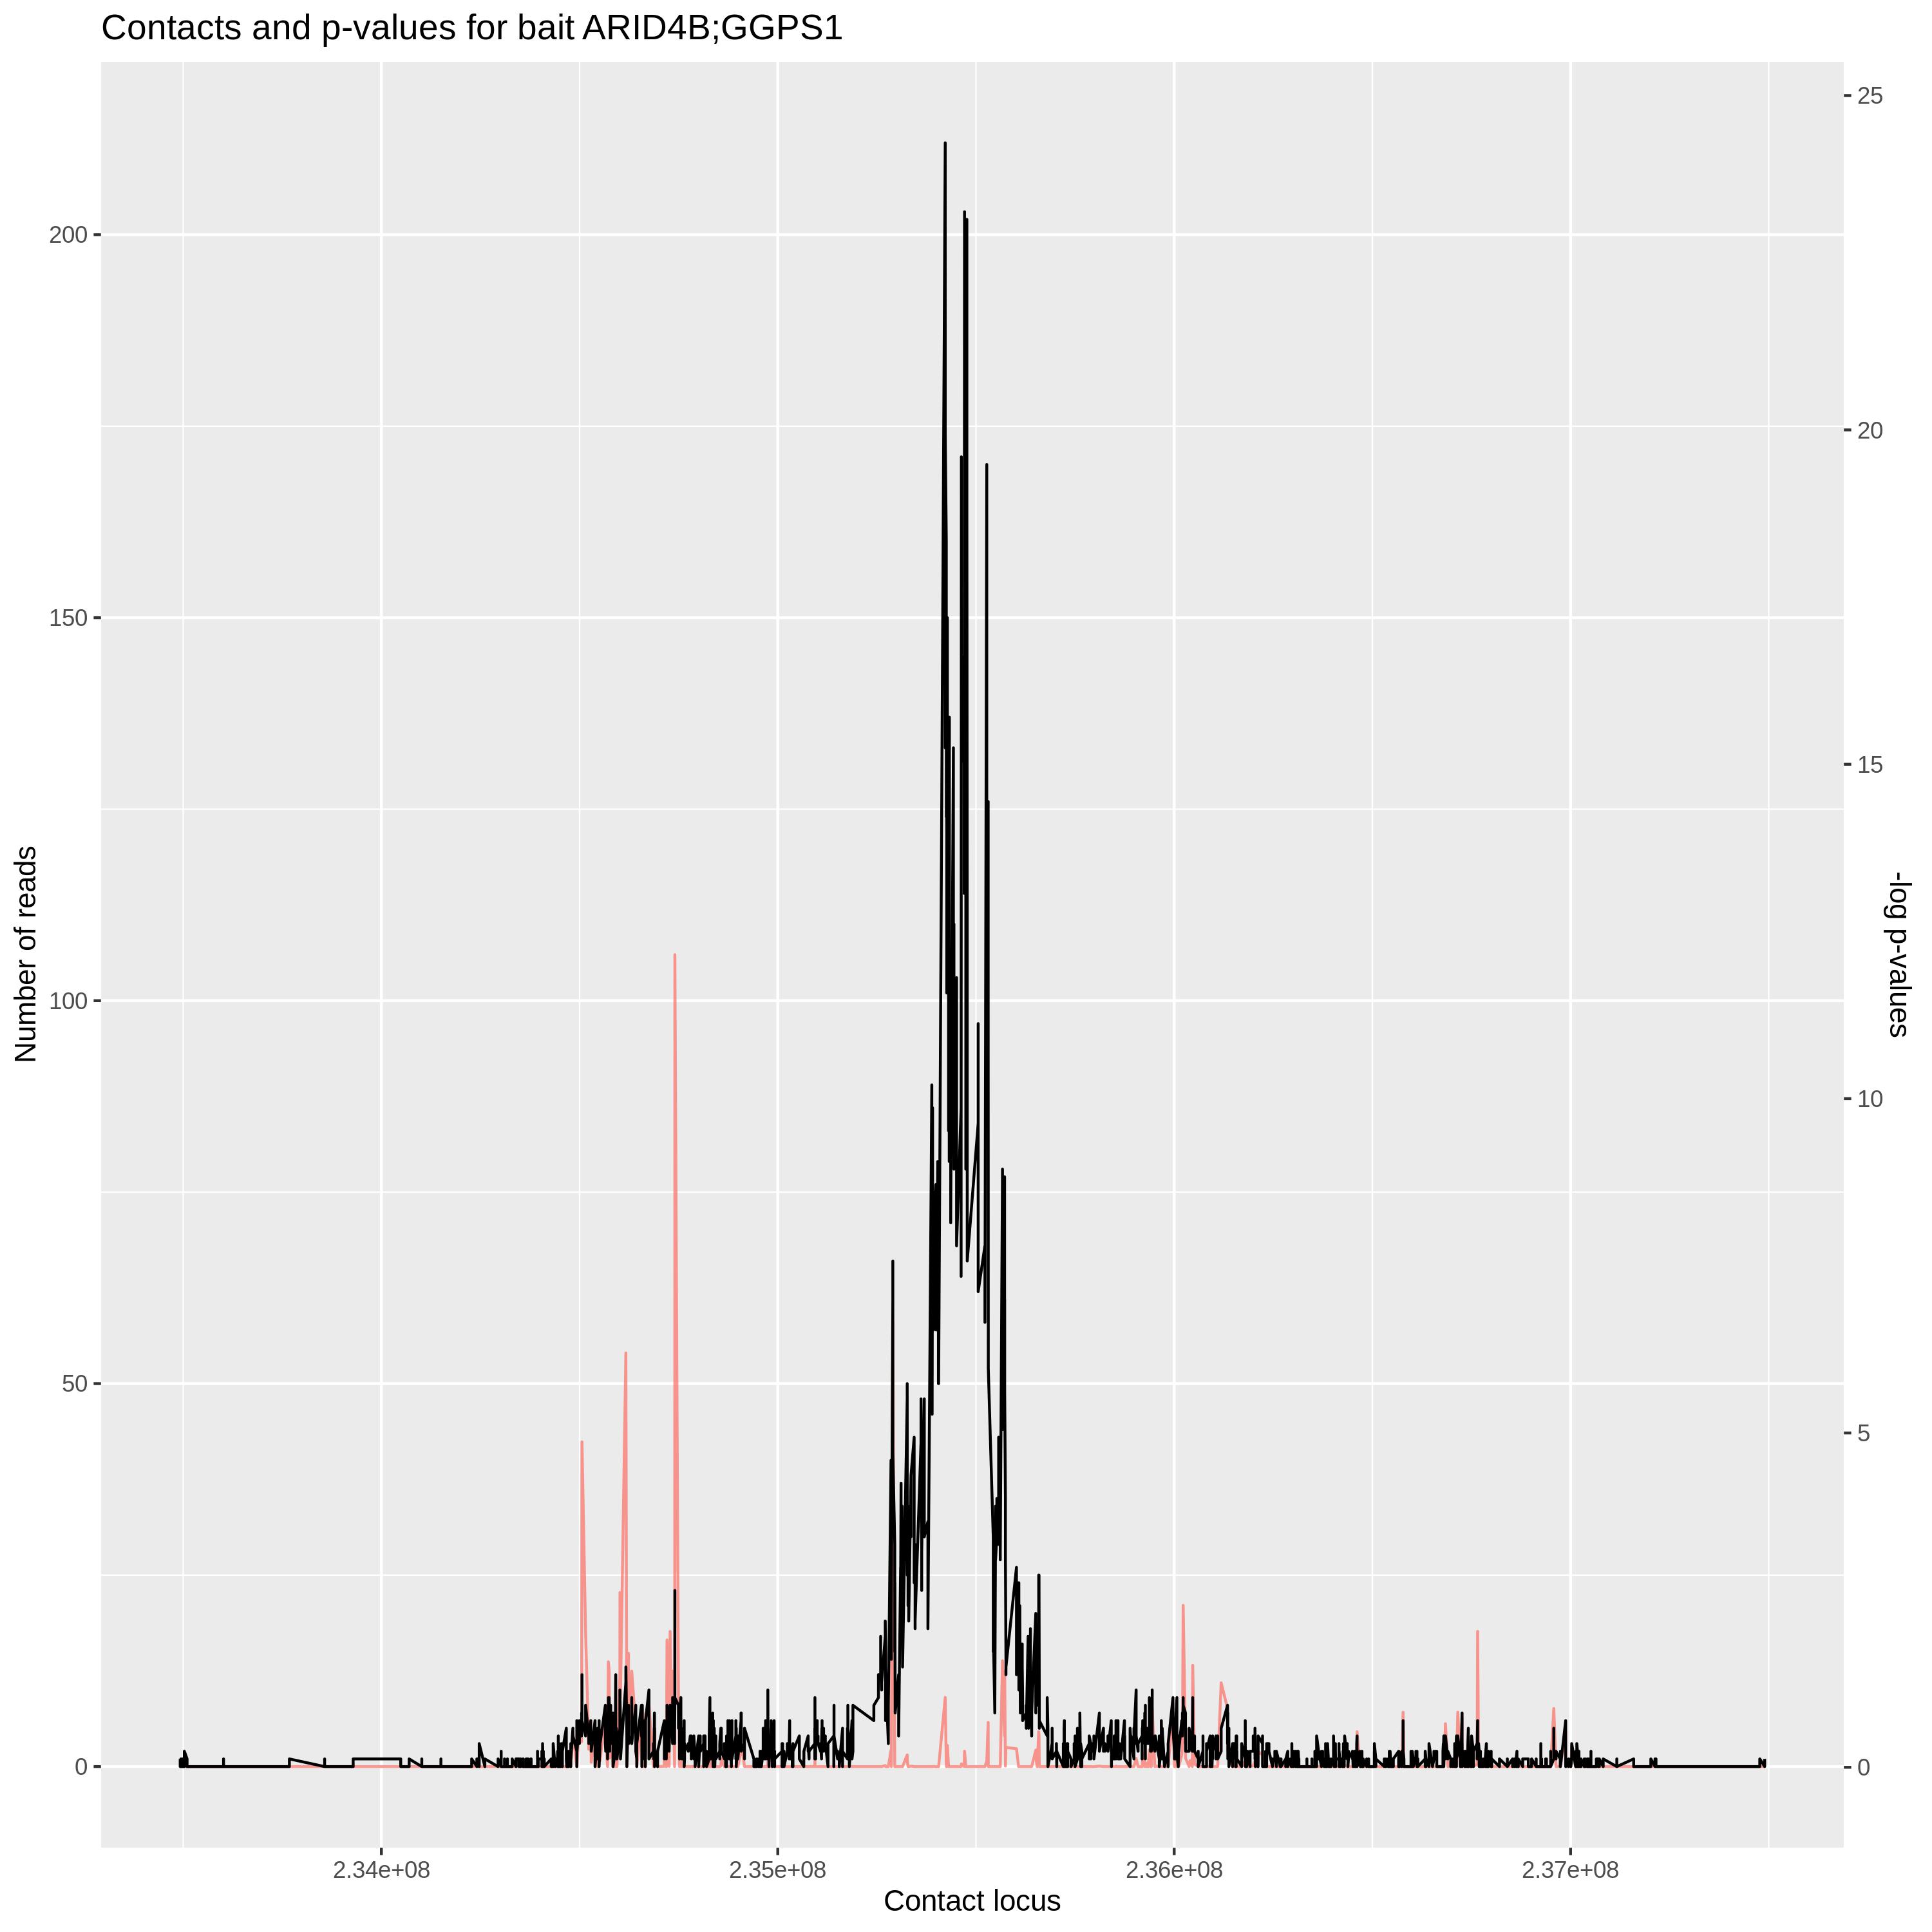 Contacts and p-values for bait ARID4B;GGPS1
Number of reads
200
150
100
50
0
25
20
15
10
5
0
-log p-values
2.34e+08 2.35e+08 2.36e+08 2.37e+08
Contact locus